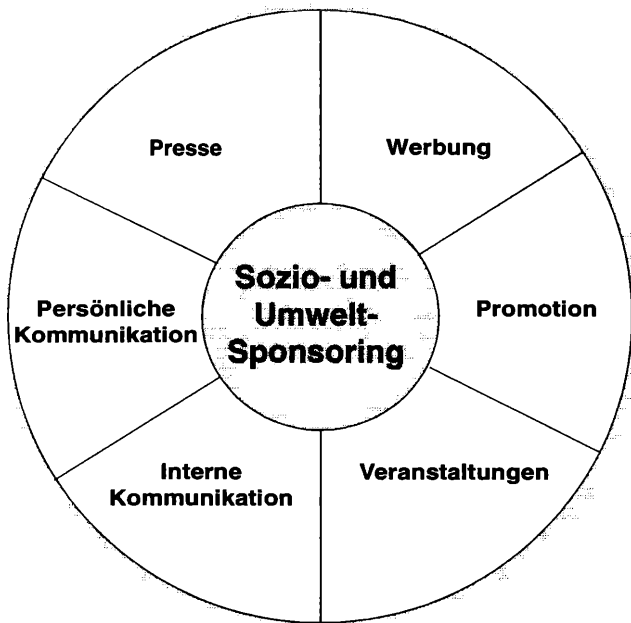 Presse
Werbung
Sozio- und
Umwelt-
Sponsoring
Persönliche
Kommunikation
Promotion
Interne
Kommunikation
Veranstaltungen